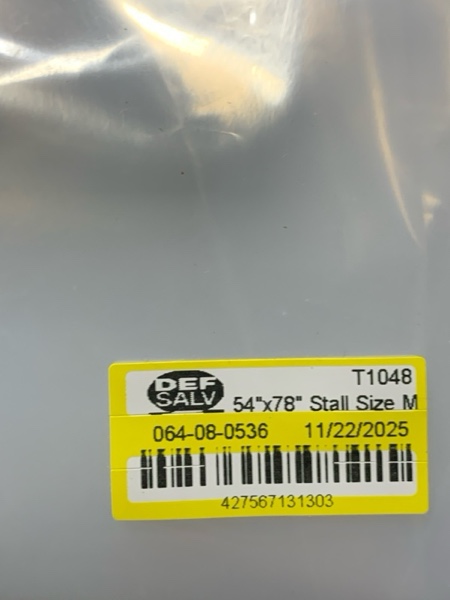 DEF
SALV
T1048
54"x78" Stall Size M
064-08-0536 11/22/2025
427567131303